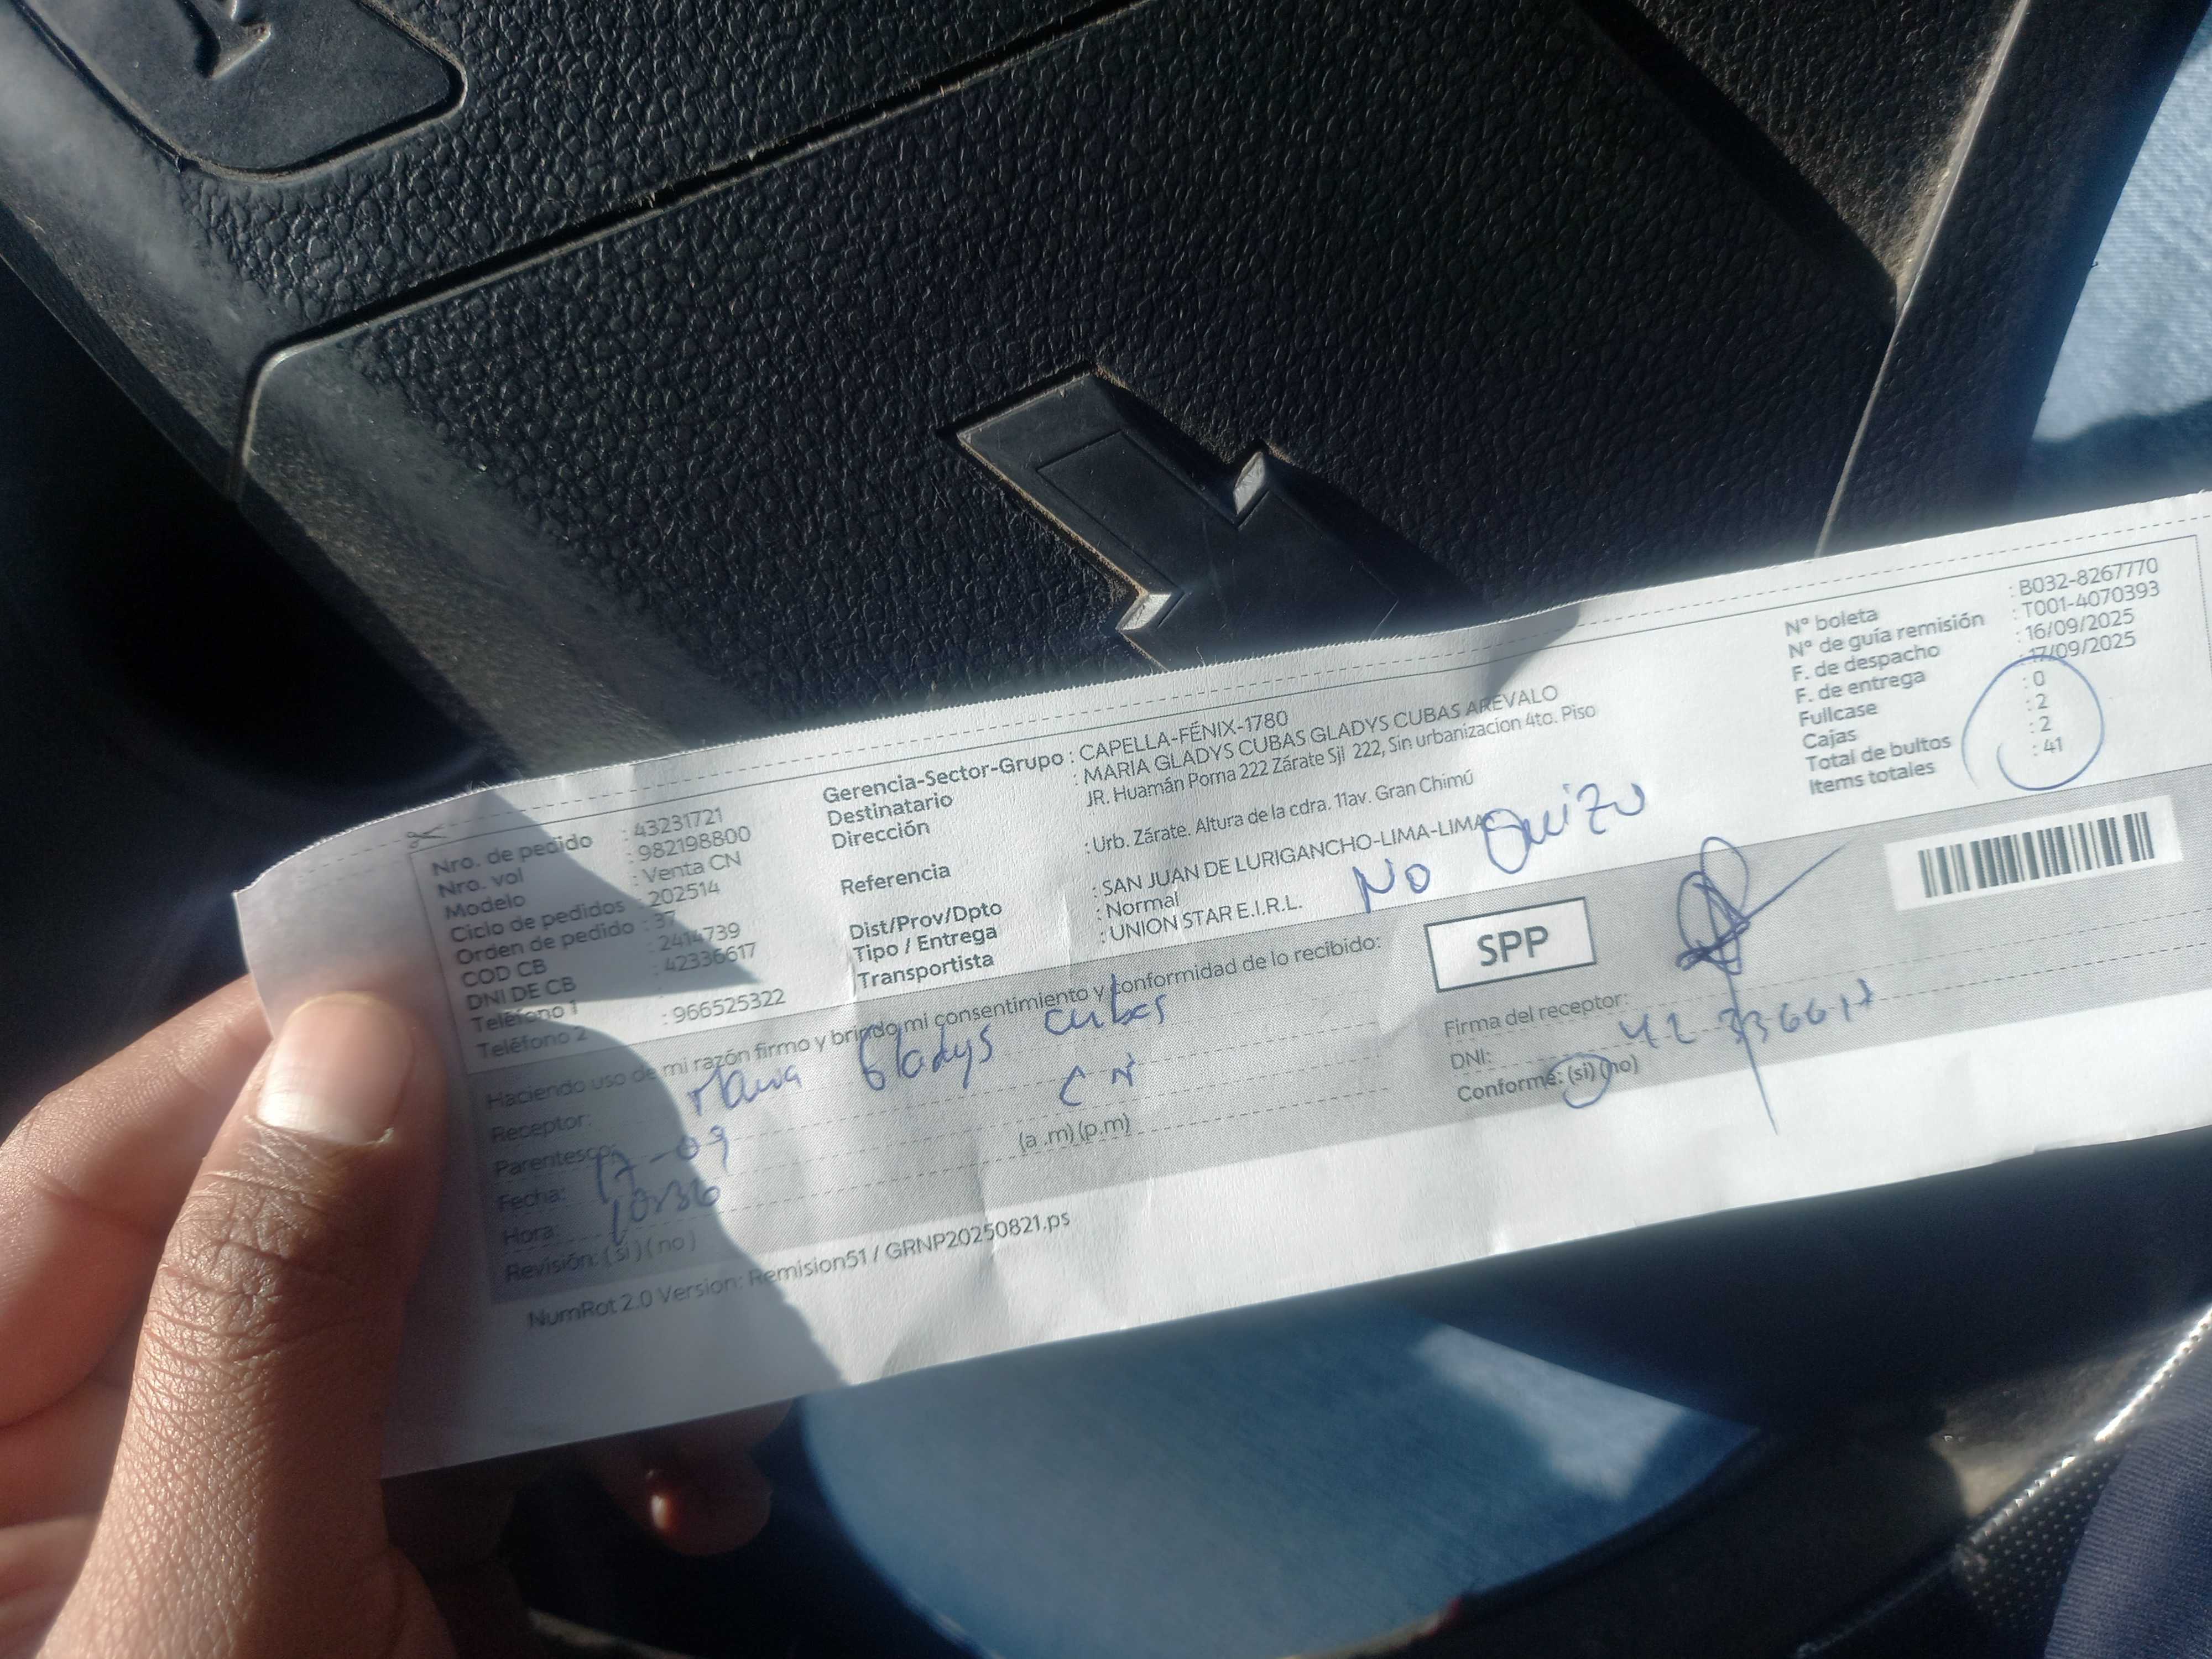 Nro. de pedido : 43231721
Nro. vol : 982198800
Modelo : Venta CN
Ciclo de pedidos : 202514
Orden de pedido : 37
COD CB : 2414739
DNI DE CB : 42336617
Teléfono 1
Teléfono 2 : 966525322
Gerencia-Sector-Grupo : CAPELLA-FÉNIX-1780
Destinatario : MARIA GLADYS CUBAS GLADYS CUBAS ARÉVALO
Dirección JR. Huamán Poma 222 Zárate Sjl 222, Sin urbanizacion 4to. Piso
Referencia : Urb. Zárate. Altura de la cdra. 11av. Gran Chimú
Dist/Prov/Dpto : SAN JUAN DE LURIGANCHO-LIMA-LIMA
Tipo / Entrega : Normal
Transportista : UNION STAR E.I.R.L.
No Quizo
N° boleta : B032-8267770
N° de guía remisión : T001-4070393
F. de despacho : 16/09/2025
F. de entrega : 17/09/2025
Fullcase : 0
Cajas : 2
Total de bultos : 2
Items totales : 41
Haciendo uso de mi razón firmo y brindo mi consentimiento y conformidad de lo recibido:
SPP
Receptor: Maria Gladys cubas
Parentesco: CN
Fecha: 17-09
Hora: (a .m) (p.m)
Revisión: (si) (no)
Firma del receptor:
DNI: 42336617
Conforme: (si) (no)
NumRot 2.0 Version: Remision51 / GRNP20250821.ps